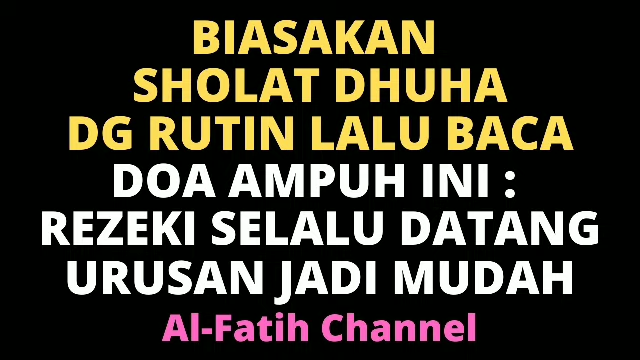 BIASAKAN
SHOLAT DHUHA
DG RUTIN LALU BACA
DOA AMPUH INI :
REZEKI SELALU DATANG
URUSAN JADI MUDAH
Al-Fatih Channel